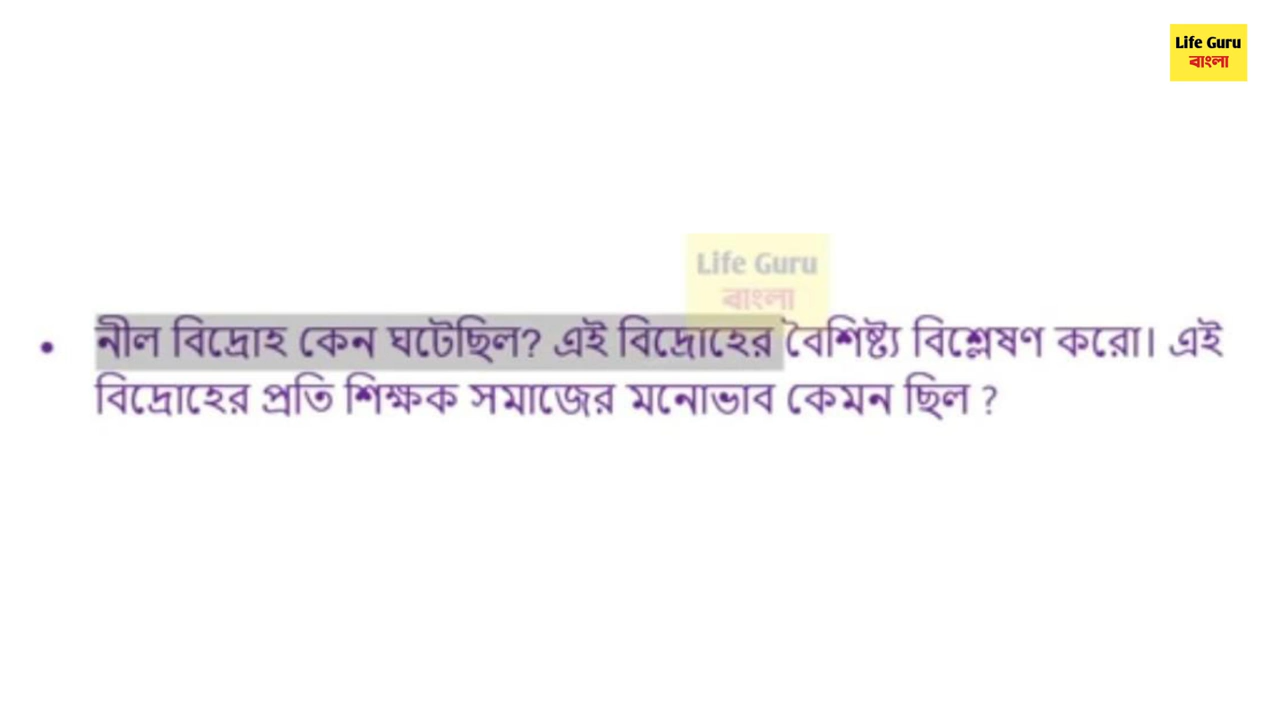 Life Guru
বাংলা
Life Guru
বাংলা
• নীল বিদ্রোহ কেন ঘটেছিল? এই বিদ্রোহের বৈশিষ্ট্য বিশ্লেষণ করো। এই
বিদ্রোহের প্রতি শিক্ষক সমাজের মনোভাব কেমন ছিল ?